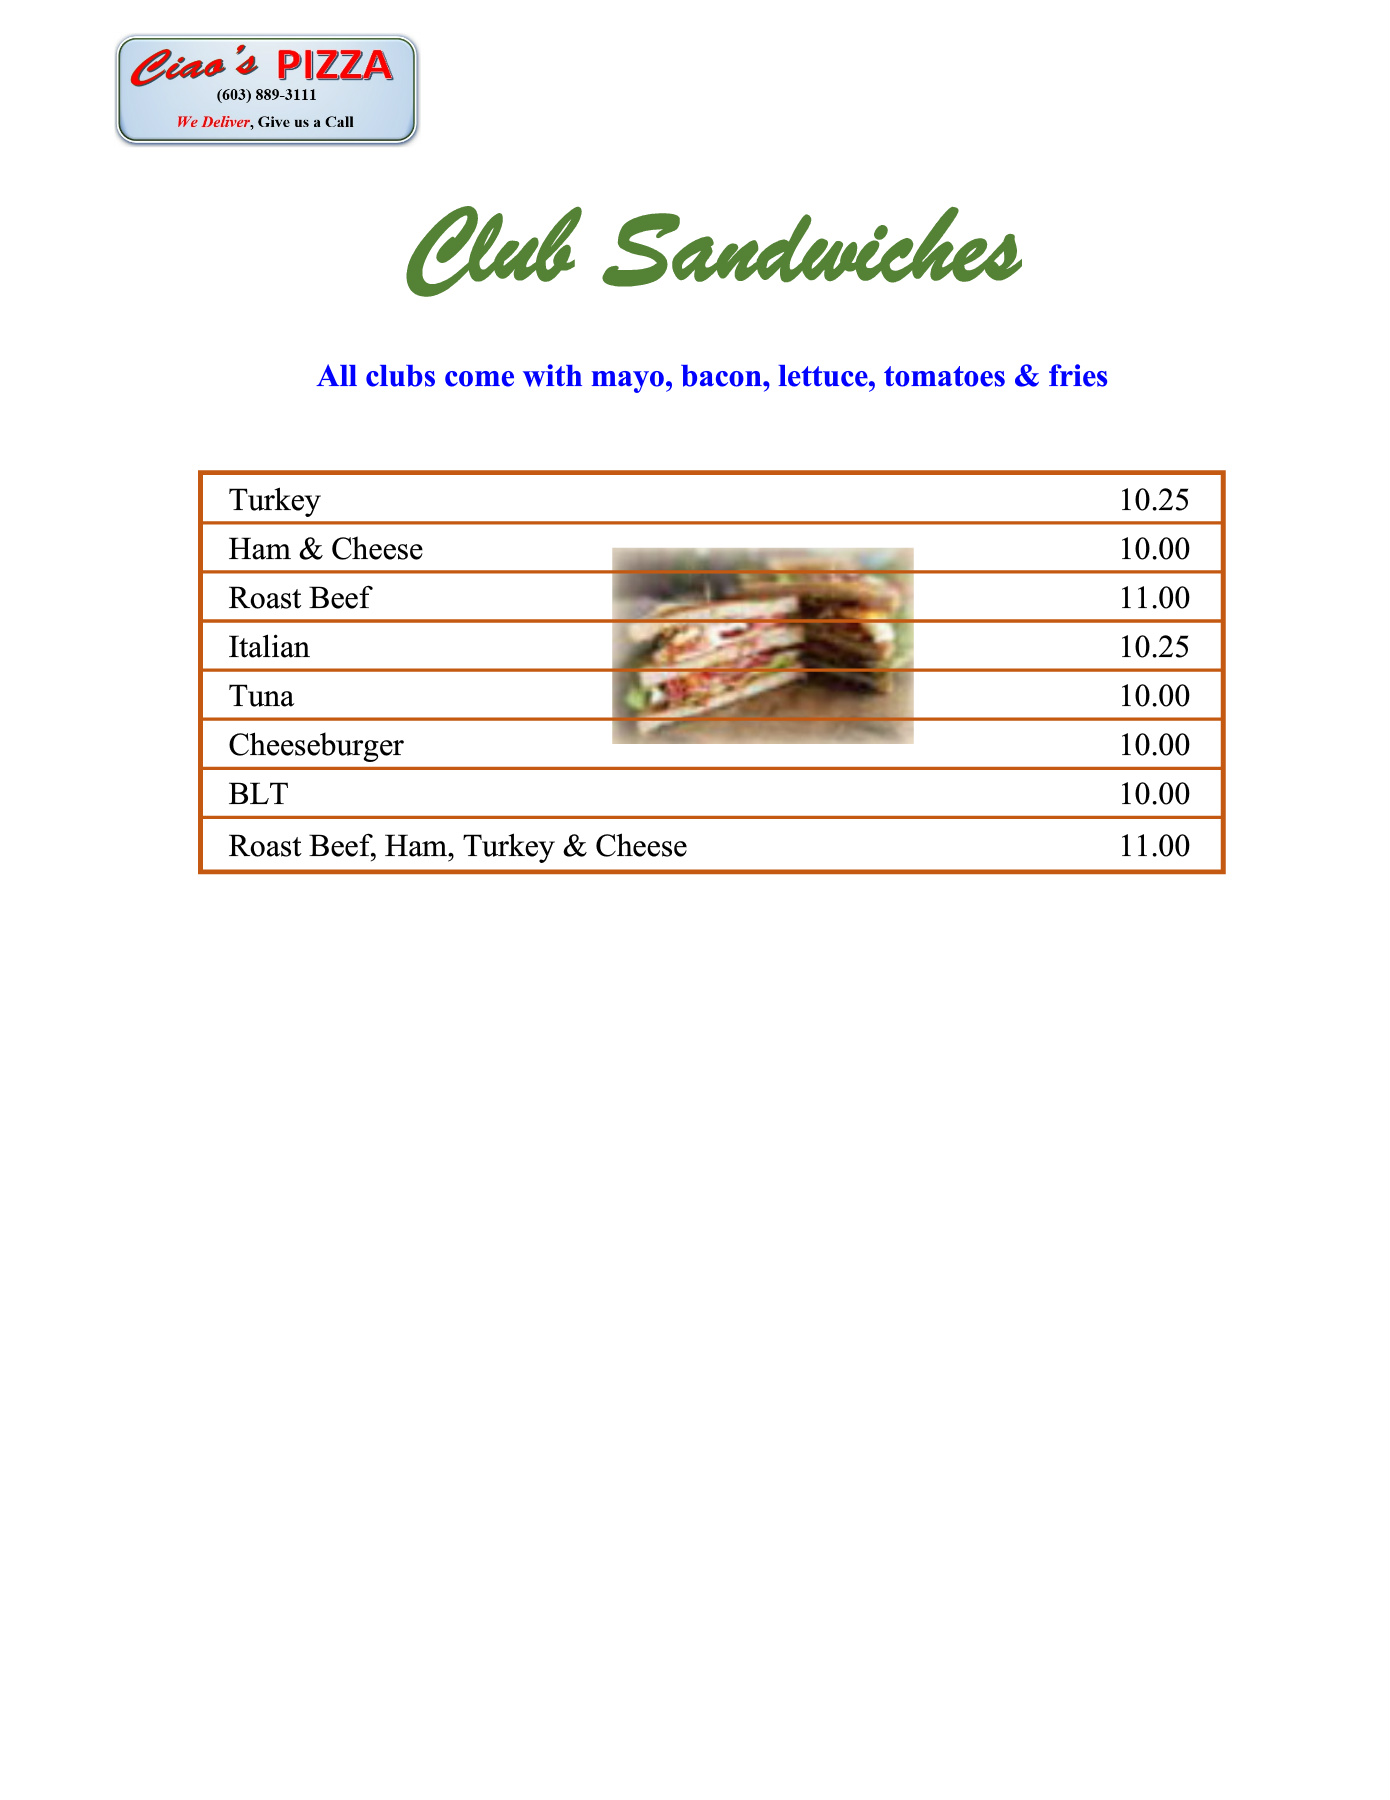 Ciao's PIZZA
(603) 889-3111
We Deliver, Give us a Call
Club Sandwiches
All clubs come with mayo, bacon, lettuce, tomatoes & fries
Turkey 10.25
Ham & Cheese 10.00
Roast Beef 11.00
Italian 10.25
Tuna 10.00
Cheeseburger 10.00
BLT 10.00
Roast Beef, Ham, Turkey & Cheese 11.00